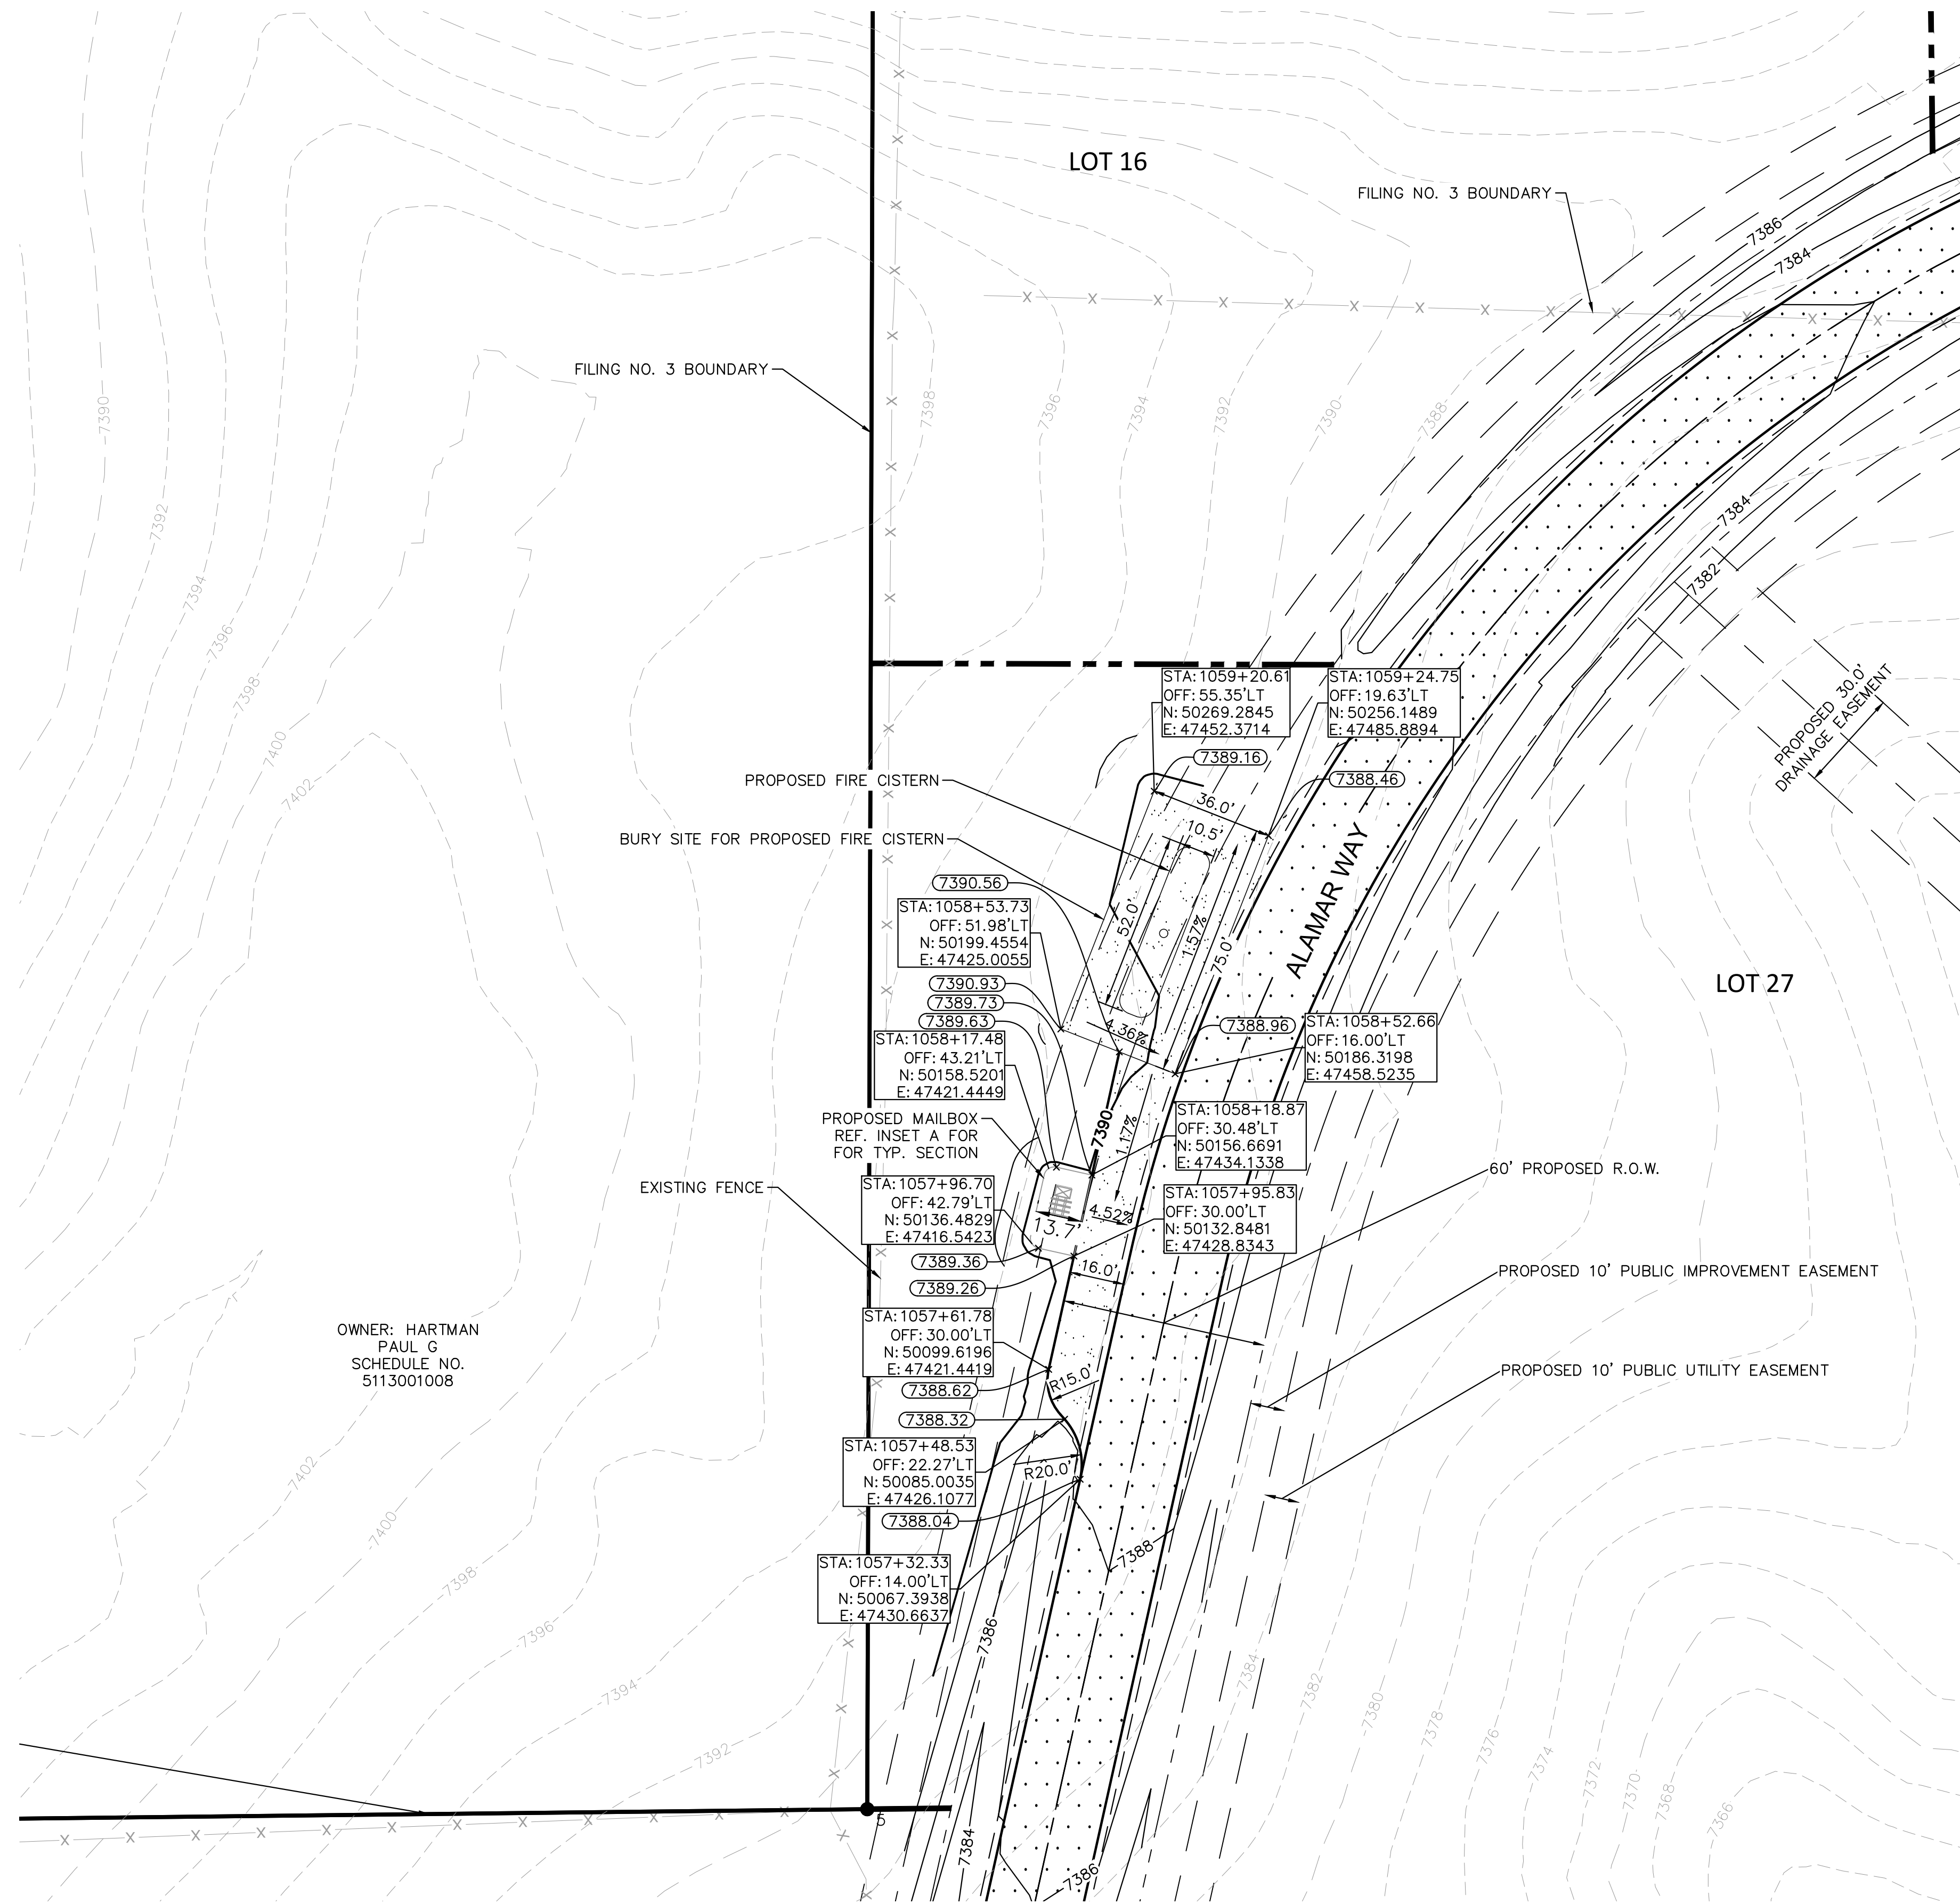 LOT 16
FILING NO. 3 BOUNDARY
7386
7384
FILING NO. 3 BOUNDARY
7390
7398
7396
7394
7392
7390
7388
7392
7384
7394
7382
7396
7398
7400
7402
PROPOSED 30.0'
DRAINAGE EASEMENT
STA: 1059+20.61
OFF: 55.35'LT
N: 50269.2845
E: 47452.3714
STA: 1059+24.75
OFF: 19.63'LT
N: 50256.1489
E: 47485.8894
7389.16
7388.46
PROPOSED FIRE CISTERN
36.0'
10.5'
BURY SITE FOR PROPOSED FIRE CISTERN
ALAMAR WAY
7390.56
STA: 1058+53.73
OFF: 51.98'LT
N: 50199.4554
E: 47425.0055
52.0'
1.57%
75.0'
LOT 27
7390.93
7389.73
7389.63
4.36%
7388.96
STA: 1058+52.66
OFF: 16.00'LT
N: 50186.3198
E: 47458.5235
STA: 1058+17.48
OFF: 43.21'LT
N: 50158.5201
E: 47421.4449
PROPOSED MAILBOX
REF. INSET A FOR
FOR TYP. SECTION
7390
1.17%
STA: 1058+18.87
OFF: 30.48'LT
N: 50156.6691
E: 47434.1338
60' PROPOSED R.O.W.
EXISTING FENCE
STA: 1057+96.70
OFF: 42.79'LT
N: 50136.4829
E: 47416.5423
13.7'
4.52%
STA: 1057+95.83
OFF: 30.00'LT
N: 50132.8481
E: 47428.8343
7389.36
7389.26
16.0'
PROPOSED 10' PUBLIC IMPROVEMENT EASEMENT
OWNER: HARTMAN
PAUL G
SCHEDULE NO.
5113001008
STA: 1057+61.78
OFF: 30.00'LT
N: 50099.6196
E: 47421.4419
R15.0'
PROPOSED 10' PUBLIC UTILITY EASEMENT
7388.62
7388.32
STA: 1057+48.53
OFF: 22.27'LT
N: 50085.0035
E: 47426.1077
R20.0'
7388.04
7388
STA: 1057+32.33
OFF: 14.00'LT
N: 50067.3938
E: 47430.6637
7402
7400
7398
7396
7394
7392
7386
7384
7382
7380
7378
7376
7374
7372
7370
7368
7366
5
7384
7386